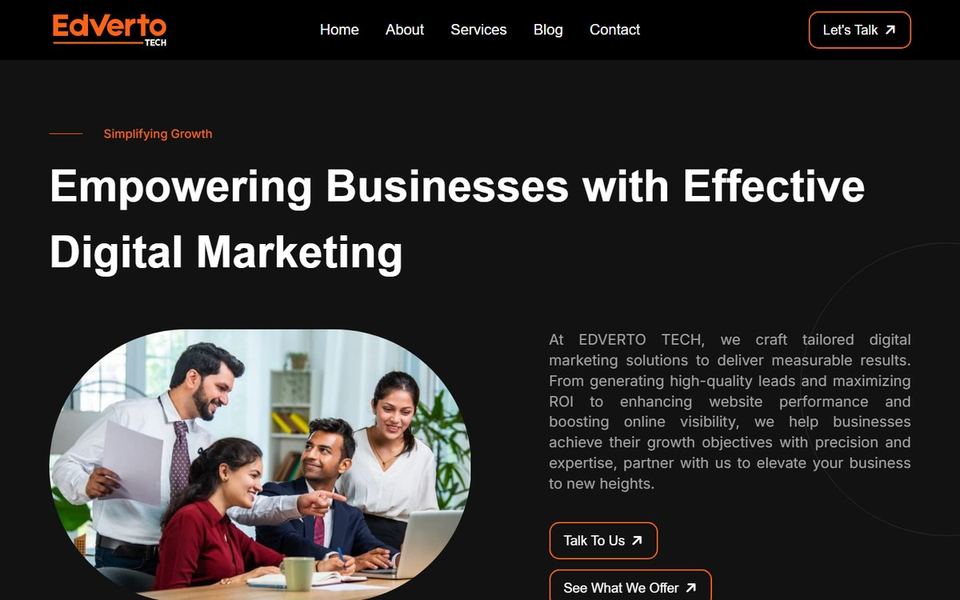 EdVerto
TECH
Home About Services Blog Contact
Let's Talk
Simplifying Growth
Empowering Businesses with Effective
Digital Marketing
At EDVERTO TECH, we craft tailored digital
marketing solutions to deliver measurable results.
From generating high-quality leads and maximizing
ROI to enhancing website performance and
boosting online visibility, we help businesses
achieve their growth objectives with precision and
expertise, partner with us to elevate your business
to new heights.
Talk To Us
See What We Offer